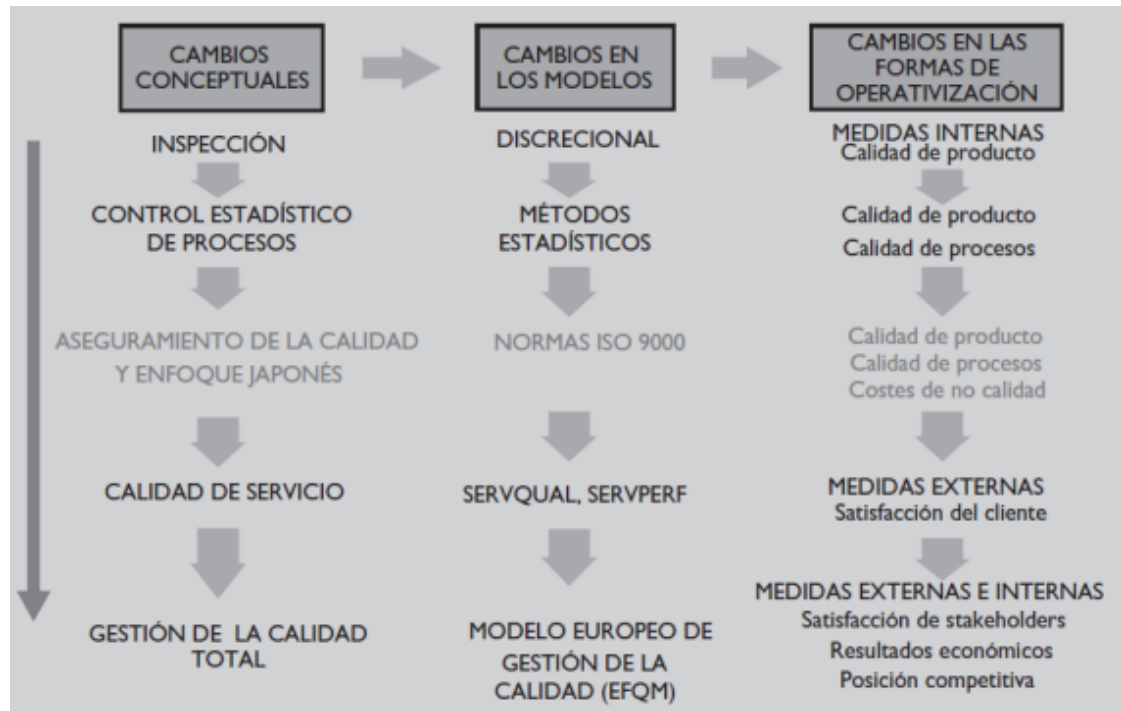 CAMBIOS
CONCEPTUALES
CAMBIOS EN
LOS MODELOS
CAMBIOS EN LAS
FORMAS DE
OPERATIVIZACIÓN
INSPECCIÓN
DISCRECIONAL
MEDIDAS INTERNAS
Calidad de producto
CONTROL ESTADÍSTICO
DE PROCESOS
MÉTODOS
ESTADÍSTICOS
Calidad de producto
Calidad de procesos
ASEGURAMIENTO DE LA CALIDAD
Y ENFOQUE JAPONÉS
NORMAS ISO 9000
Calidad de producto
Calidad de procesos
Costes de no calidad
CALIDAD DE SERVICIO
SERVQUAL, SERVPERF
MEDIDAS EXTERNAS
Satisfacción del cliente
GESTIÓN DE LA CALIDAD
TOTAL
MODELO EUROPEO DE
GESTIÓN DE LA
CALIDAD (EFQM)
MEDIDAS EXTERNAS E INTERNAS
Satisfacción de stakeholders
Resultados económicos
Posición competitiva